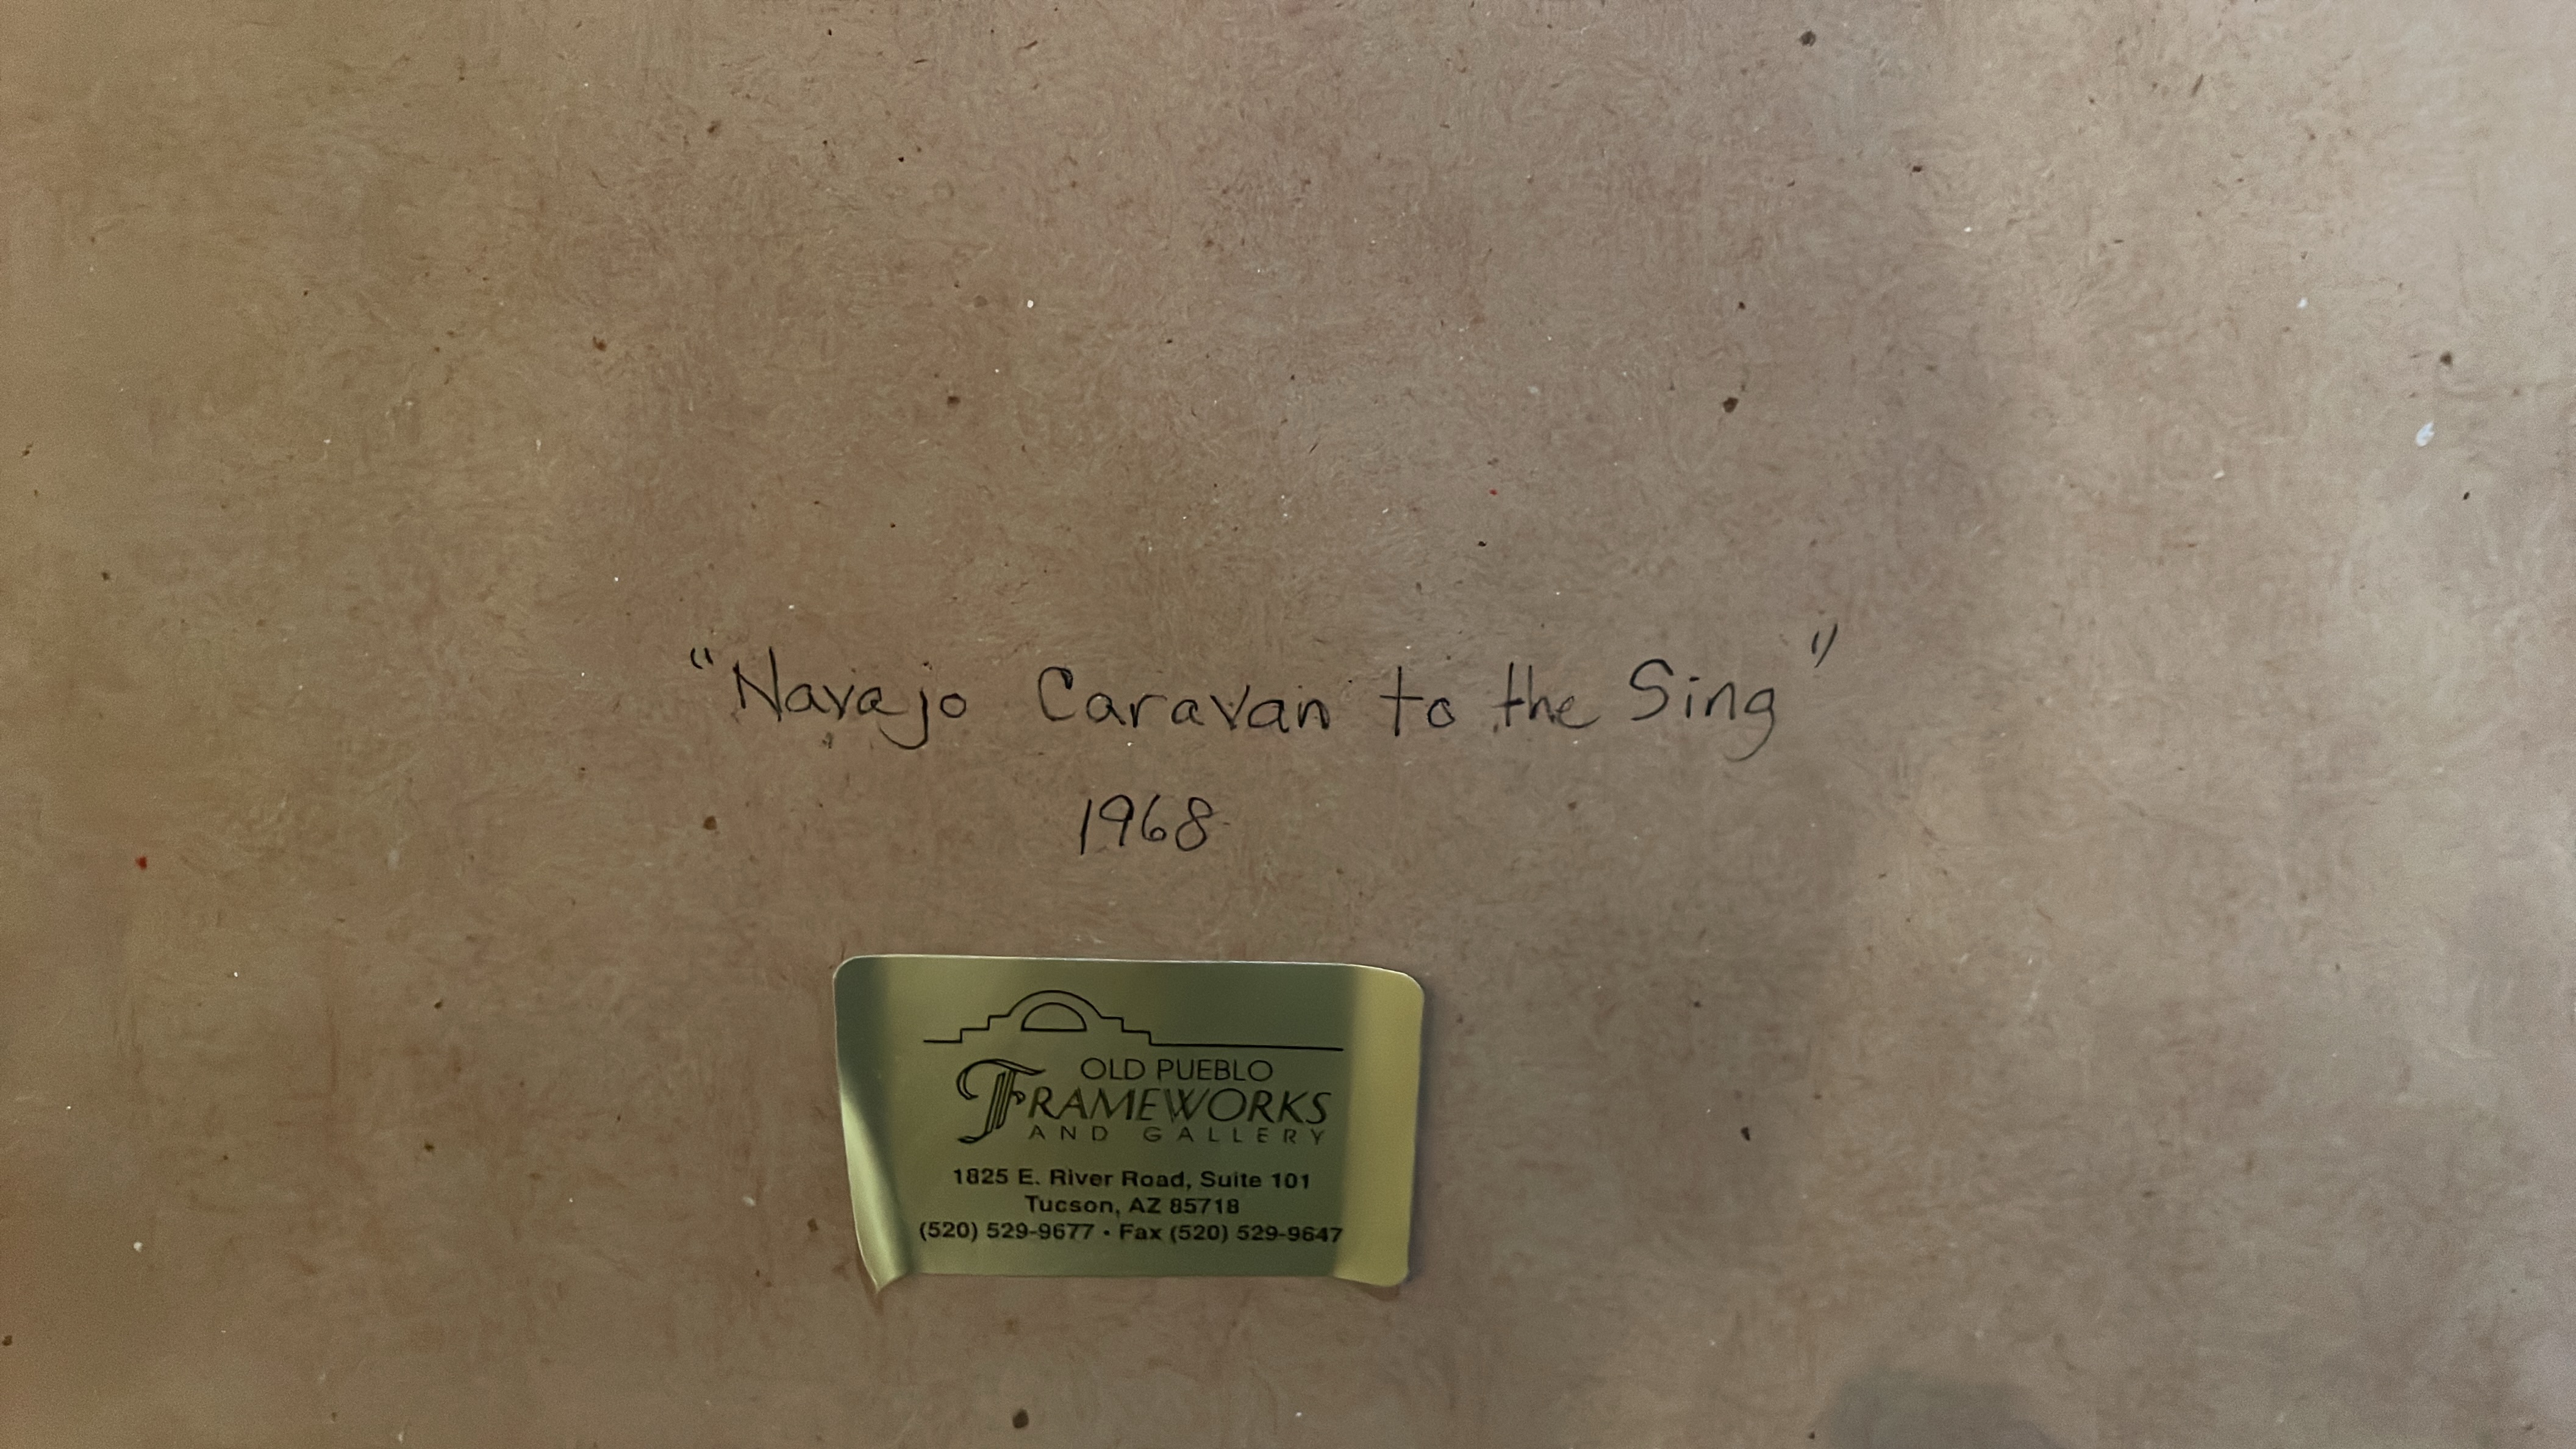 "Navajo Caravan to the Sing"
1968
OLD PUEBLO
FRAMEWORKS
AND GALLERY
1825 E. River Road, Suite 101
Tucson, AZ 85718
(520) 529-9677 • Fax (520) 529-9647